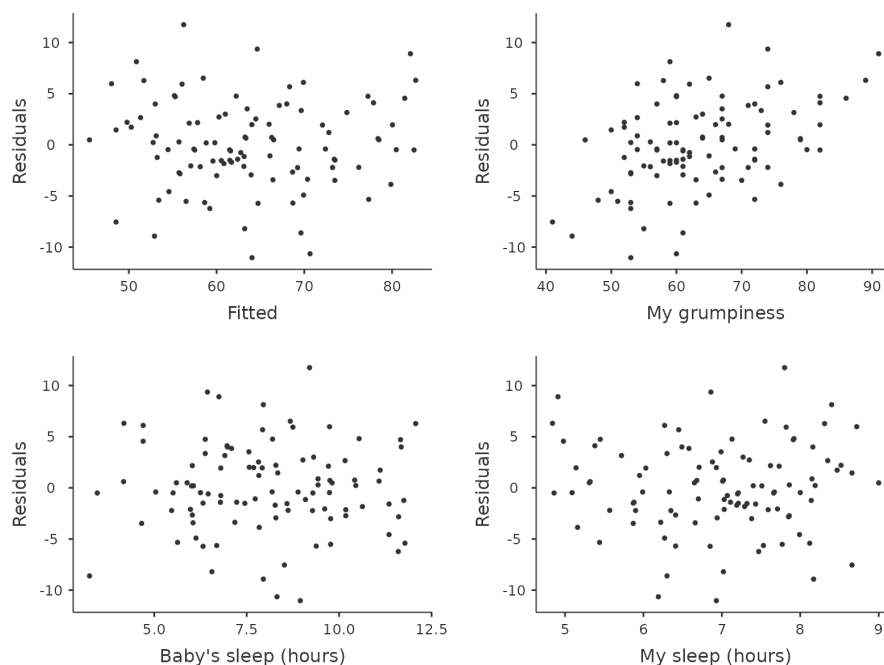 Residuals
10
5
0
-5
-10
50 60 70 80
Fitted
Residuals
10
5
0
-5
-10
40 50 60 70 80 90
My grumpiness
Residuals
10
5
0
-5
-10
5.0 7.5 10.0 12.5
Baby's sleep (hours)
Residuals
10
5
0
-5
-10
5 6 7 8 9
My sleep (hours)